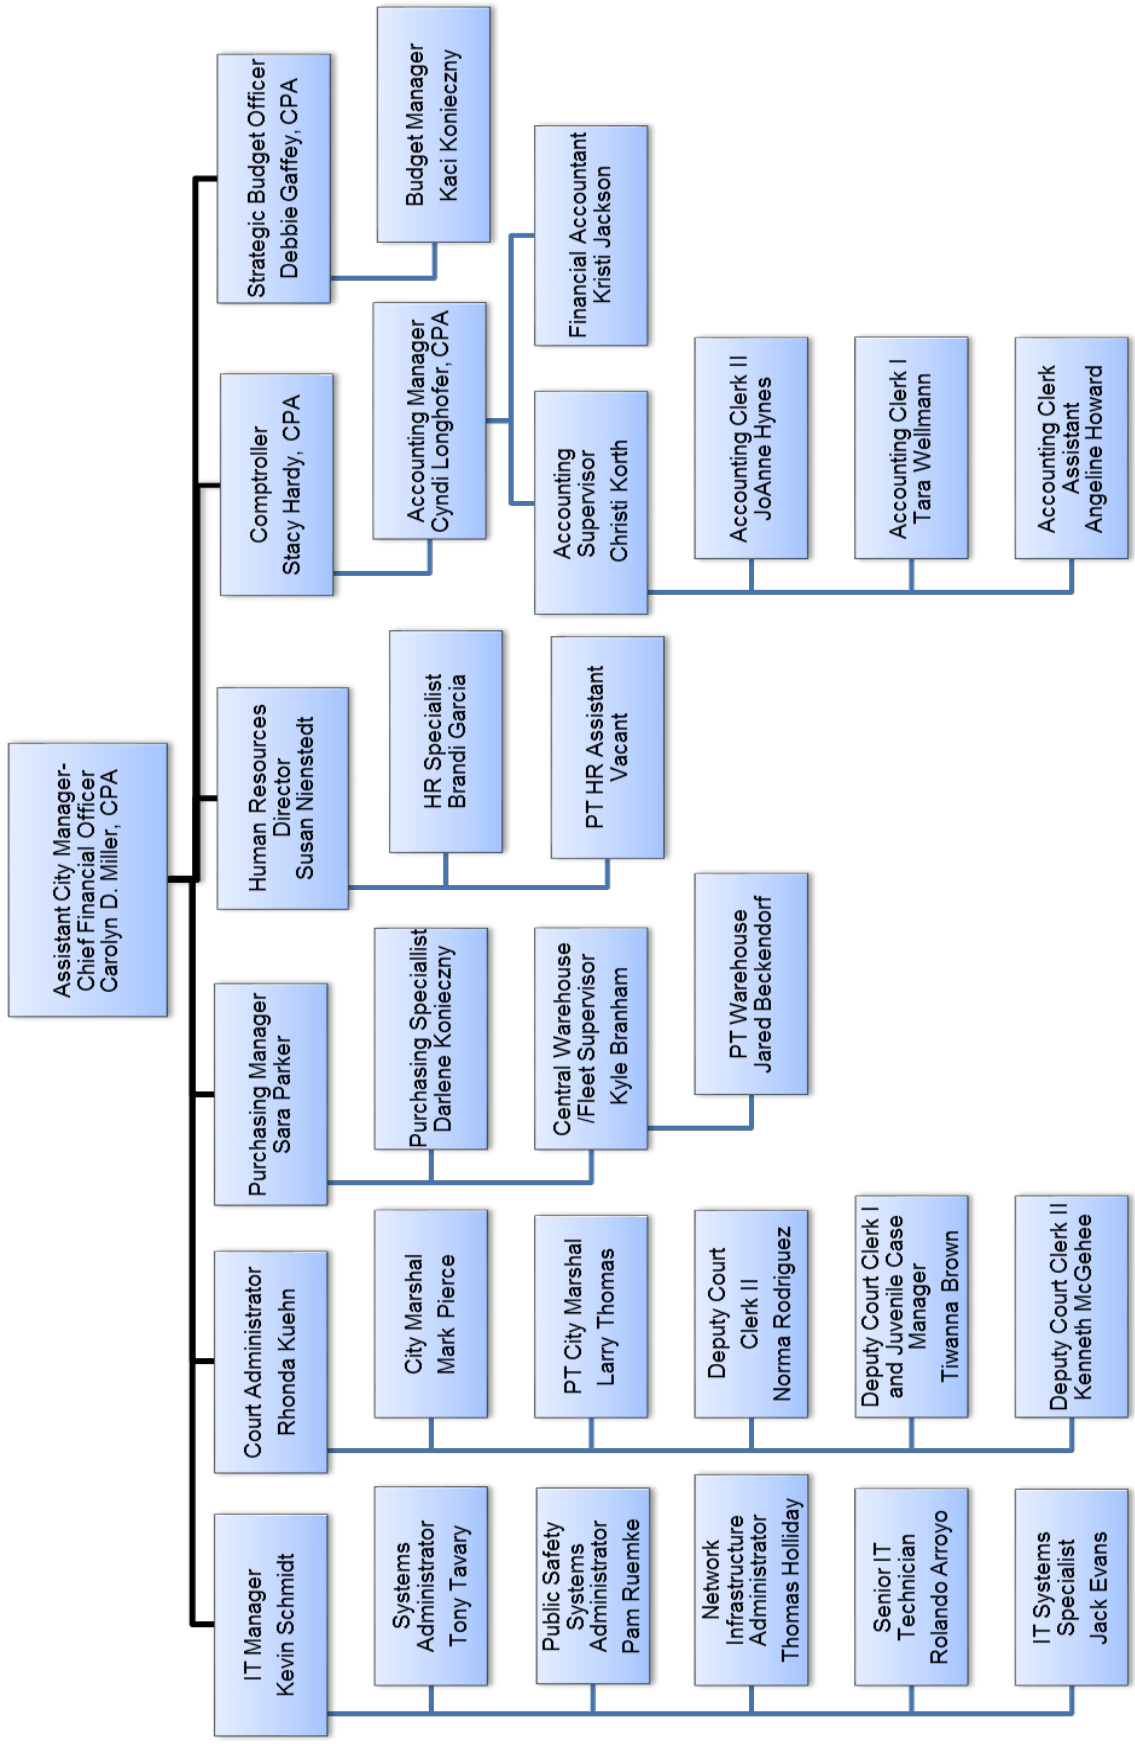 Assistant City Manager-
Chief Financial Officer
Carolyn D. Miller, CPA
IT Manager
Kevin Schmidt
Systems
Administrator
Tony Tavary
Public Safety
Systems
Administrator
Pam Ruemke
Network
Infrastructure
Administrator
Thomas Holliday
Senior IT
Technician
Rolando Arroyo
IT Systems
Specialist
Jack Evans
Court Administrator
Rhonda Kuehn
City Marshal
Mark Pierce
PT City Marshal
Larry Thomas
Deputy Court
Clerk II
Norma Rodriguez
Deputy Court Clerk I
and Juvenile Case
Manager
Tiwanna Brown
Deputy Court Clerk II
Kenneth McGehee
Purchasing Manager
Sara Parker
Purchasing Speciallist
Darlene Konieczny
Central Warehouse
/Fleet Supervisor
Kyle Branham
PT Warehouse
Jared Beckendorf
Human Resources
Director
Susan Nienstedt
HR Specialist
Brandi Garcia
PT HR Assistant
Vacant
Comptroller
Stacy Hardy, CPA
Accounting Manager
Cyndi Longhofer, CPA
Accounting
Supervisor
Christi Korth
Accounting Clerk II
JoAnne Hynes
Accounting Clerk I
Tara Wellmann
Accounting Clerk
Assistant
Angeline Howard
Financial Accountant
Kristi Jackson
Strategic Budget Officer
Debbie Gaffey, CPA
Budget Manager
Kaci Konieczny